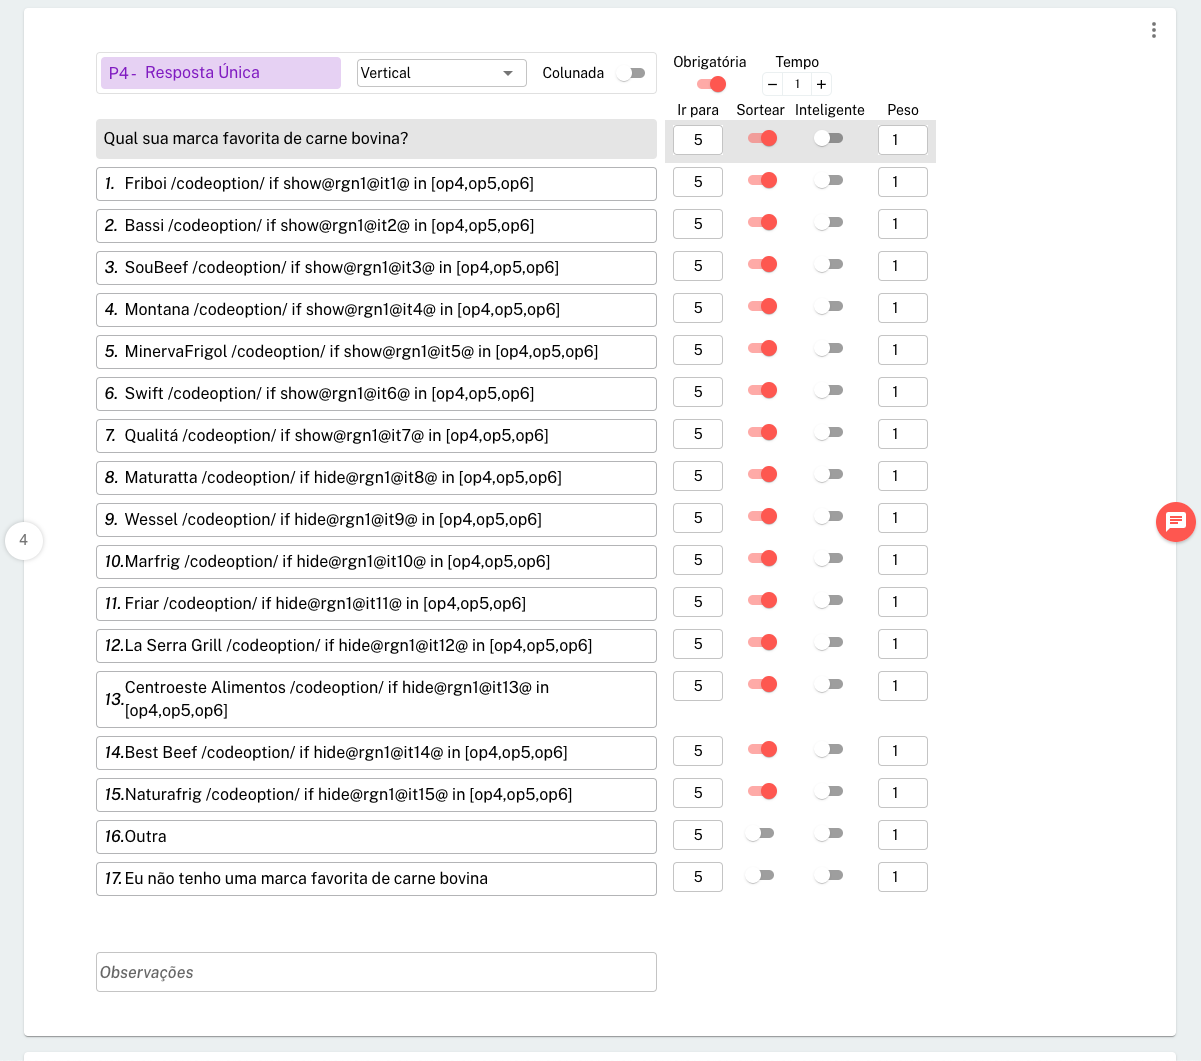 P4 - Resposta Única
Vertical
Colunada
Obrigatória
Tempo
− 1 +
Ir para Sortear Inteligente Peso
Qual sua marca favorita de carne bovina? 5 1
1. Friboi /codeoption/ if show@rgn1@it1@ in [op4,op5,op6] 5 1
2. Bassi /codeoption/ if show@rgn1@it2@ in [op4,op5,op6] 5 1
3. SouBeef /codeoption/ if show@rgn1@it3@ in [op4,op5,op6] 5 1
4. Montana /codeoption/ if show@rgn1@it4@ in [op4,op5,op6] 5 1
5. MinervaFrigol /codeoption/ if show@rgn1@it5@ in [op4,op5,op6] 5 1
6. Swift /codeoption/ if show@rgn1@it6@ in [op4,op5,op6] 5 1
7. Qualitá /codeoption/ if show@rgn1@it7@ in [op4,op5,op6] 5 1
8. Maturatta /codeoption/ if hide@rgn1@it8@ in [op4,op5,op6] 5 1
9. Wessel /codeoption/ if hide@rgn1@it9@ in [op4,op5,op6] 5 1
4
10.Marfrig /codeoption/ if hide@rgn1@it10@ in [op4,op5,op6] 5 1
11. Friar /codeoption/ if hide@rgn1@it11@ in [op4,op5,op6] 5 1
12.La Serra Grill /codeoption/ if hide@rgn1@it12@ in [op4,op5,op6] 5 1
13. Centroeste Alimentos /codeoption/ if hide@rgn1@it13@ in 5 1
[op4,op5,op6]
14.Best Beef /codeoption/ if hide@rgn1@it14@ in [op4,op5,op6] 5 1
15.Naturafrig /codeoption/ if hide@rgn1@it15@ in [op4,op5,op6] 5 1
16.Outra 5 1
17. Eu não tenho uma marca favorita de carne bovina 5 1
Observações